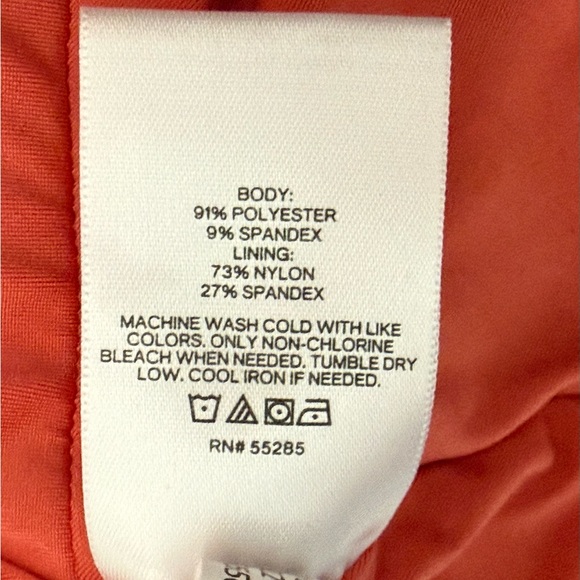 BODY:
91% POLYESTER
9% SPANDEX
LINING:
73% NYLON
27% SPANDEX
MACHINE WASH COLD WITH LIKE
COLORS. ONLY NON-CHLORINE
BLEACH WHEN NEEDED. TUMBLE DRY
LOW. COOL IRON IF NEEDED.
RN# 55285